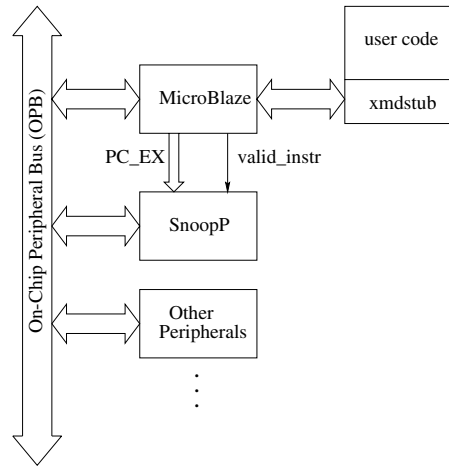 On-Chip Peripheral Bus (OPB)
MicroBlaze
user code
xmdstub
PC_EX
valid_instr
SnoopP
Other
Peripherals